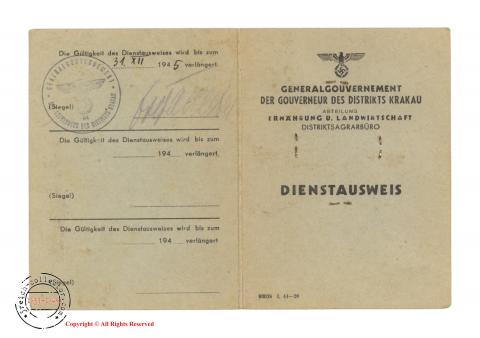 Die Gültigkeit des Dienstausweises wird bis zum
31. XII 1945 verlängert.
GENERALGOUVERNEMENT
(Siegel)
Die Gültigkeit des Dienstausweises wird bis zum
194 verlängert.
(Siegel)
Die Gültigkeit des Dienstausweises wird bis zum
194 verlängert
(Siegel)
GENERALGOUVERNEMENT
DER GOUVERNEUR DES DISTRIKTS KRAKAU
ABTEILUNG
ERNÄHRUNG U. LANDWIRTSCHAFT
DISTRIKTSAGRARBÜRO
DIENSTAUSWEIS
Copyright © All Rights Reserved